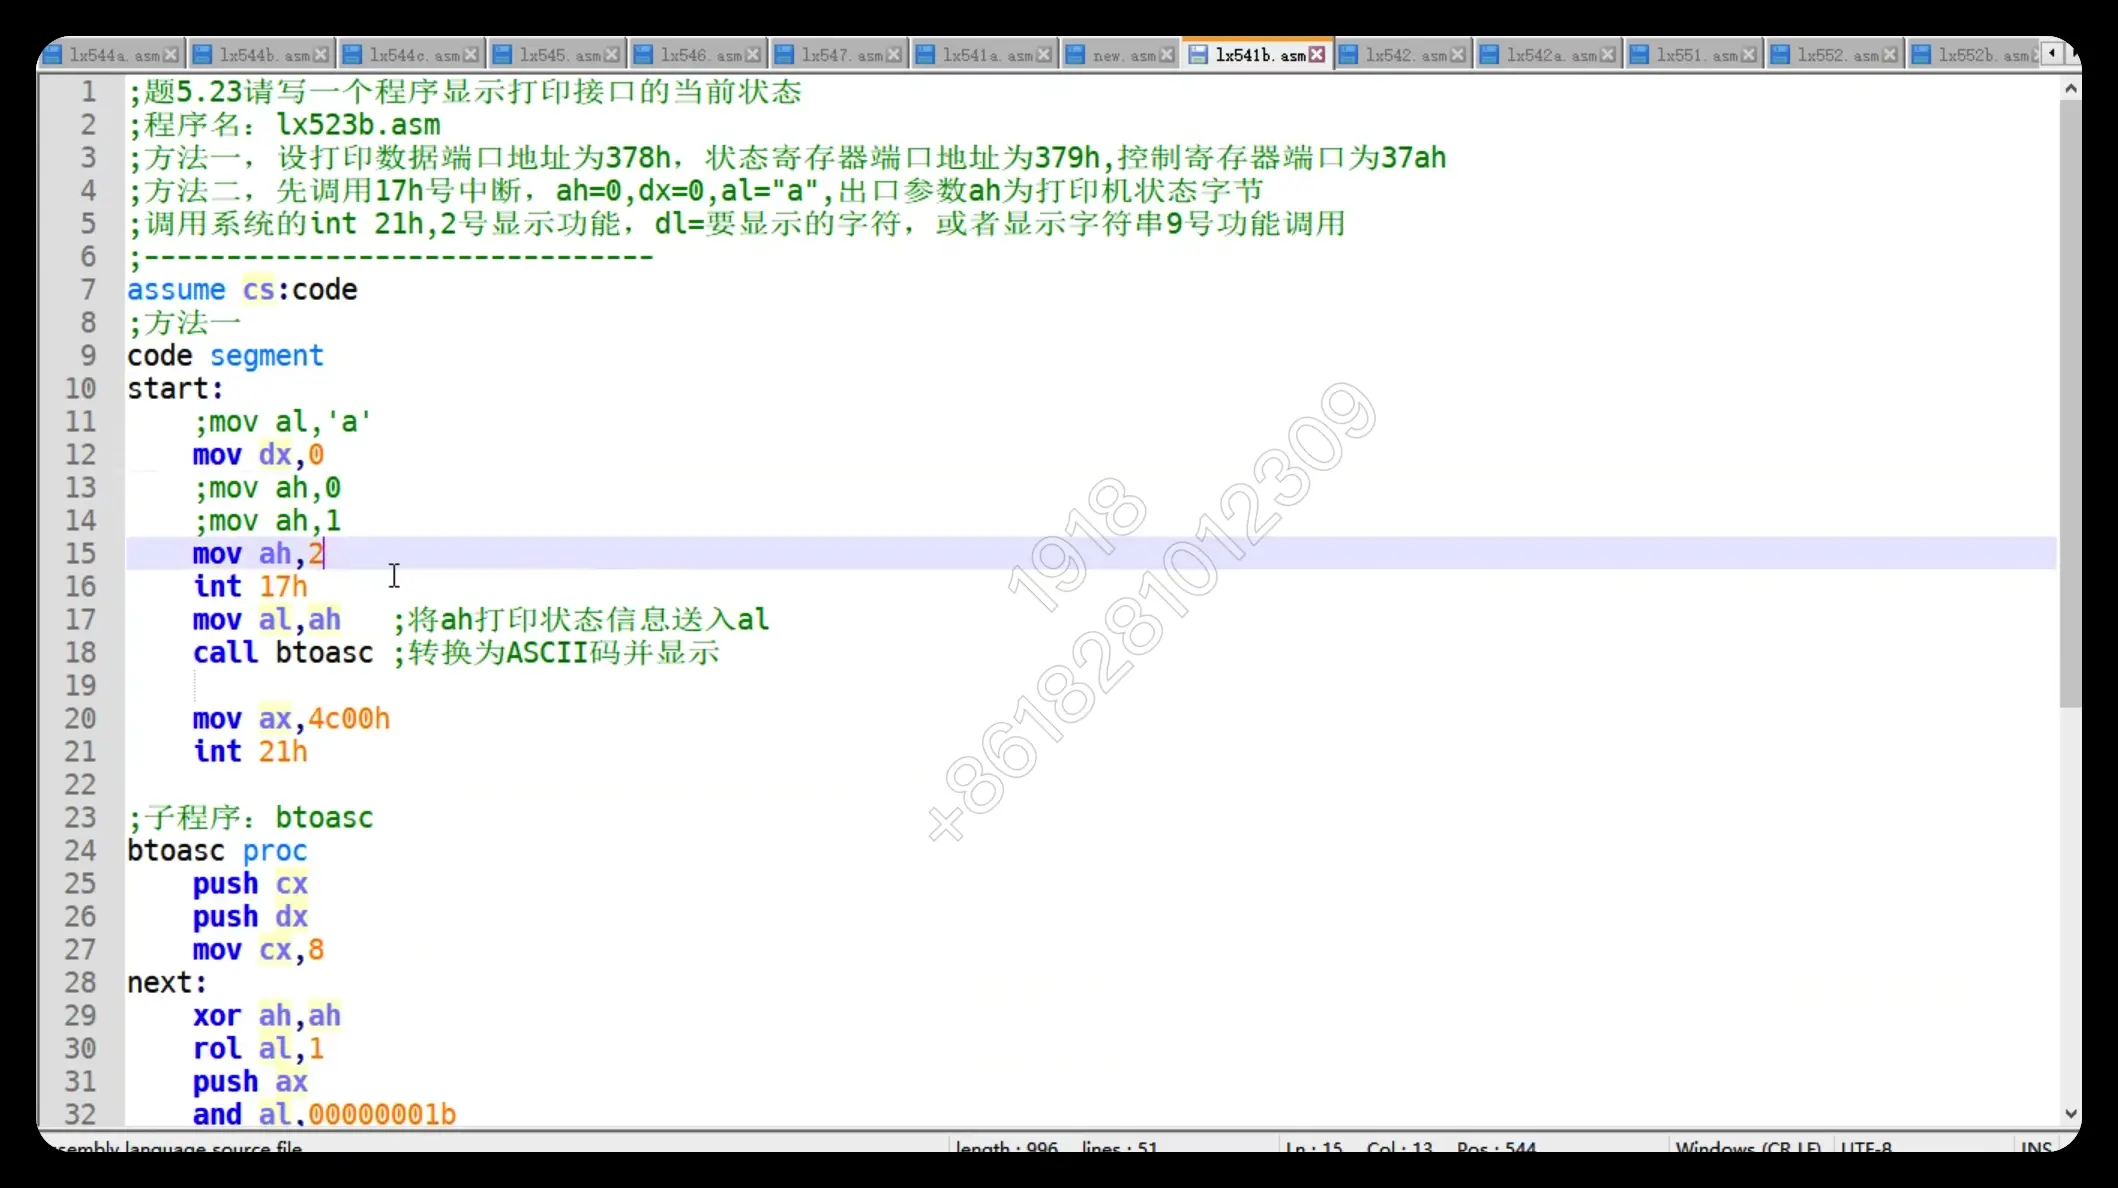 lx544a.asm lx544b.asm lx544c.asm lx545.asm lx546.asm lx547.asm lx541a.asm new.asm lx541b.asm lx542.asm lx542a.asm lx551.asm lx552.asm lx552b.asm
1 ;题5.23请写一个程序显示打印接口的当前状态
2 ;程序名：lx523b.asm
3 ;方法一，设打印数据端口地址为378h，状态寄存器端口地址为379h,控制寄存器端口为37ah
4 ;方法二，先调用17h号中断，ah=0,dx=0,al="a",出口参数ah为打印机状态字节
5 ;调用系统的int 21h,2号显示功能，dl=要显示的字符，或者显示字符串9号功能调用
6 ;-------------------------------
7 assume cs:code
8 ;方法一
9 code segment
10 start:
11 ;mov al,'a'
12 mov dx,0
13 ;mov ah,0
14 ;mov ah,1
15 mov ah,2
16 int 17h
17 mov al,ah ;将ah打印状态信息送入al
18 call btoasc ;转换为ASCII码并显示
19
20 mov ax,4c00h
21 int 21h
22
23 ;子程序：btoasc
24 btoasc proc
25 push cx
26 push dx
27 mov cx,8
28 next:
29 xor ah,ah
30 rol al,1
31 push ax
32 and al,00000001b
1918
+8618281012309
sembly language source file length : 996 lines : 51 Ln : 15 Col : 13 Pos : 544 Windows (CR LF) UTF-8 INS